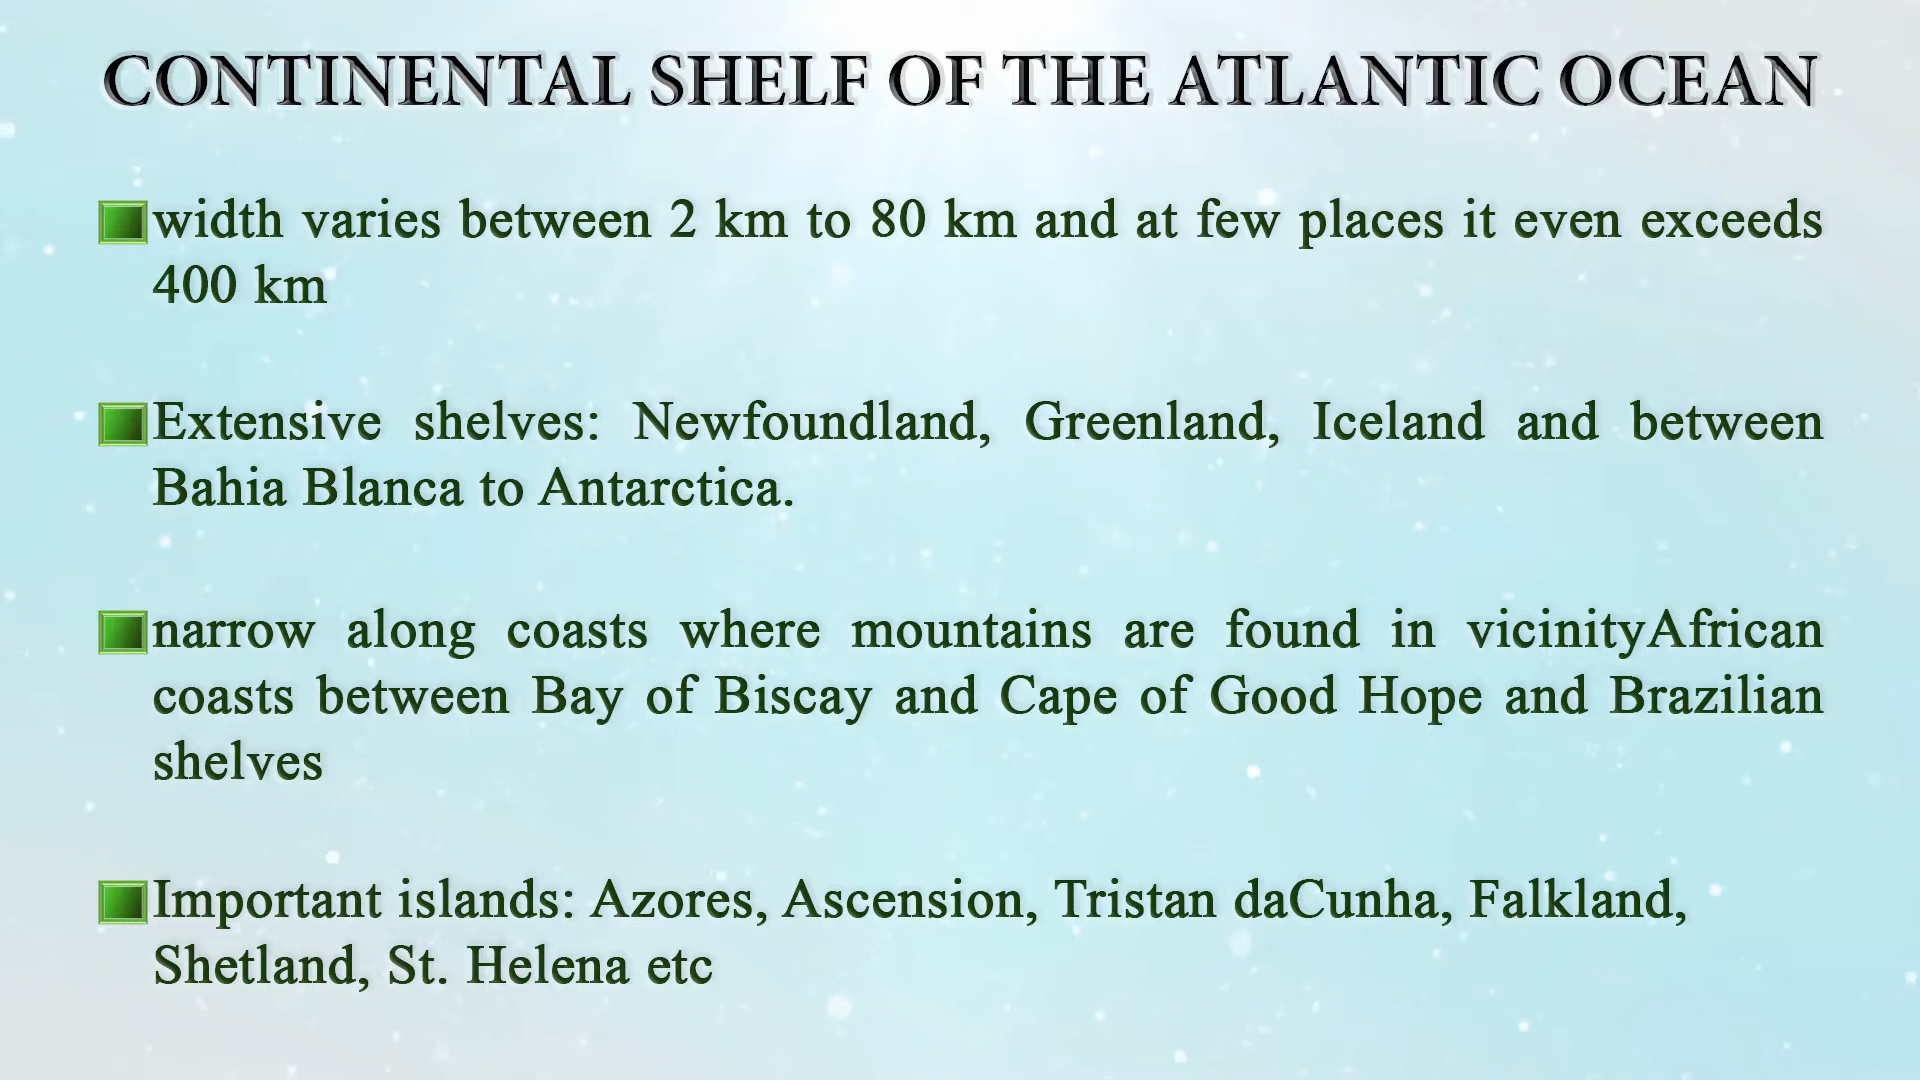 CONTINENTAL SHELF OF THE ATLANTIC OCEAN
width varies between 2 km to 80 km and at few places it even exceeds
400 km
Extensive shelves: Newfoundland, Greenland, Iceland and between
Bahia Blanca to Antarctica.
narrow along coasts where mountains are found in vicinityAfrican
coasts between Bay of Biscay and Cape of Good Hope and Brazilian
shelves
Important islands: Azores, Ascension, Tristan daCunha, Falkland,
Shetland, St. Helena etc